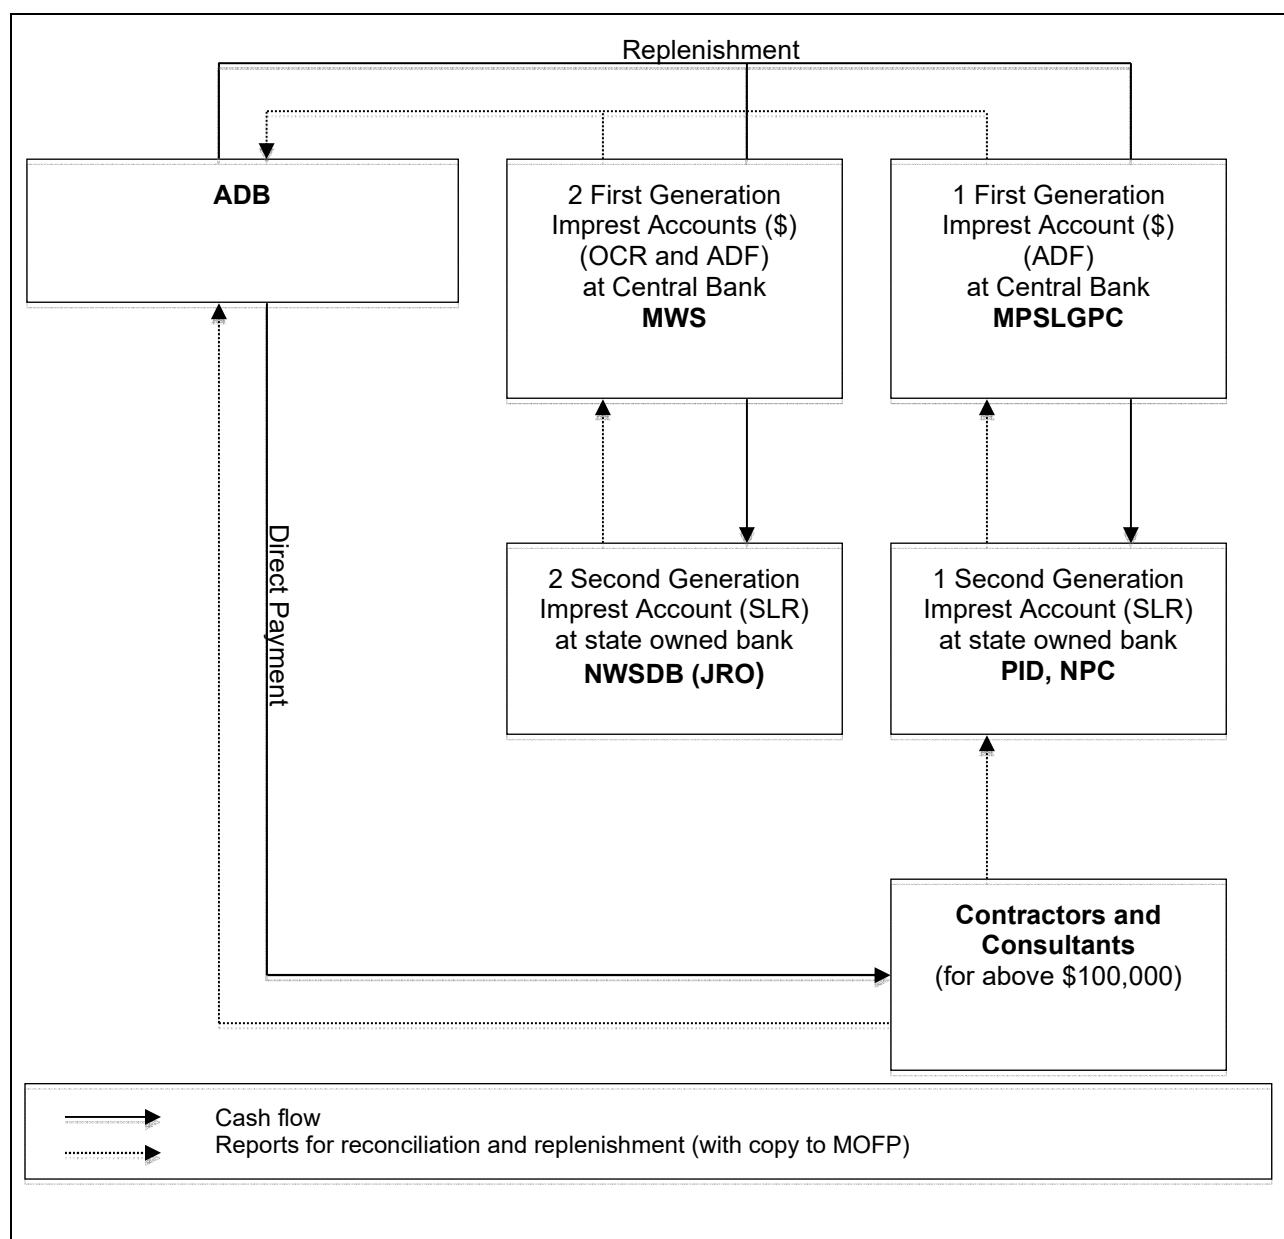 Replenishment
ADB
2 First Generation
Imprest Accounts ($)
(OCR and ADF)
at Central Bank
MWS
1 First Generation
Imprest Account ($)
(ADF)
at Central Bank
MPSLGPC
Direct Payment
2 Second Generation
Imprest Account (SLR)
at state owned bank
NWSDB (JRO)
1 Second Generation
Imprest Account (SLR)
at state owned bank
PID, NPC
Contractors and
Consultants
(for above $100,000)
Cash flow
Reports for reconciliation and replenishment (with copy to MOFP)